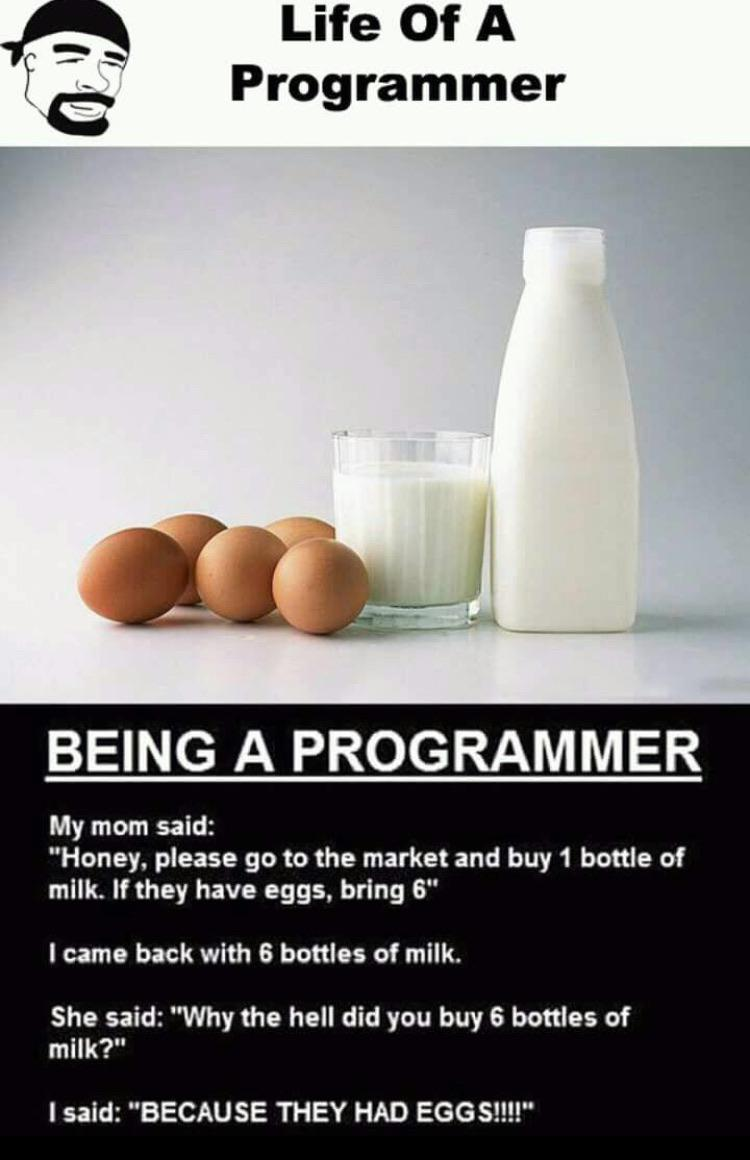 Life Of A
Programmer
BEING A PROGRAMMER
My mom said:
"Honey, please go to the market and buy 1 bottle of
milk. If they have eggs, bring 6"
I came back with 6 bottles of milk.
She said: "Why the hell did you buy 6 bottles of
milk?"
I said: "BECAUSE THEY HAD EGGS!!!!"